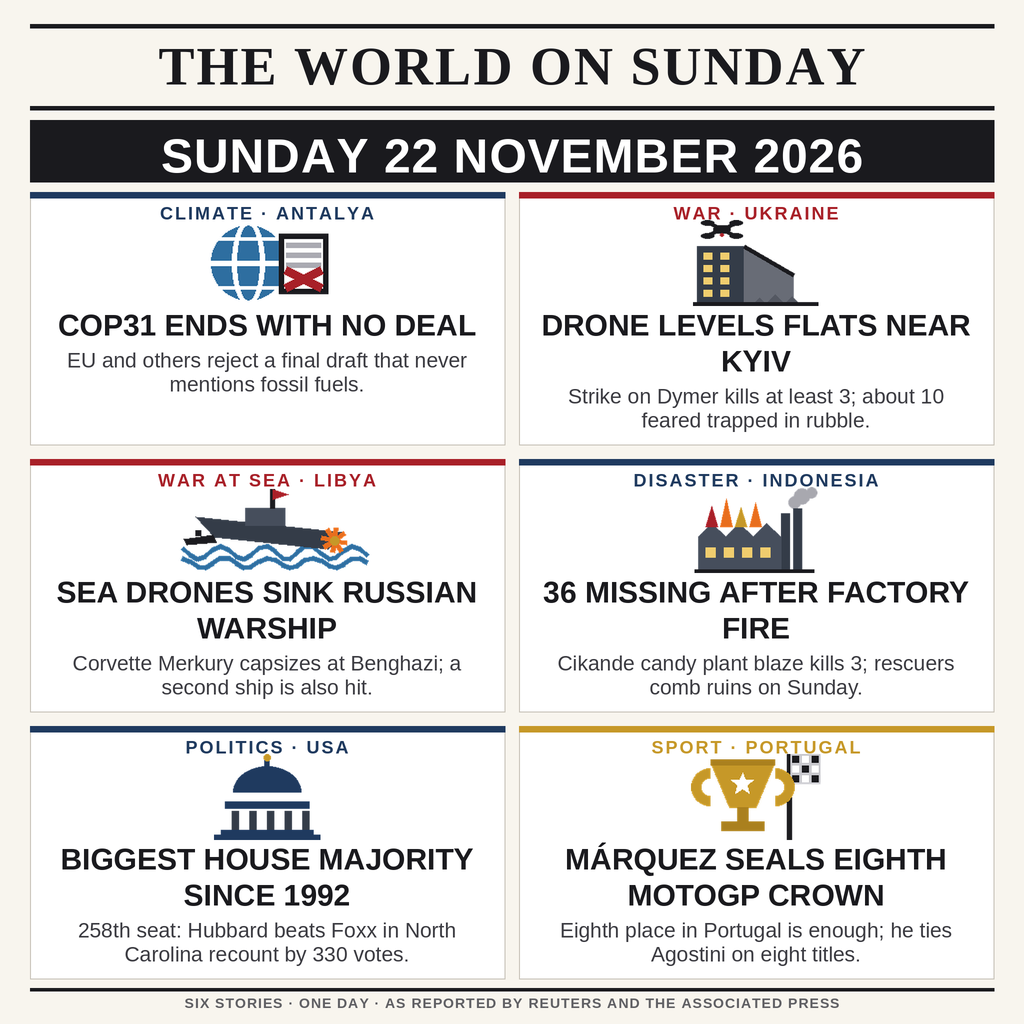 THE WORLD ON SUNDAY
SUNDAY 22 NOVEMBER 2026
CLIMATE · ANTALYA
COP31 ENDS WITH NO DEAL
EU and others reject a final draft that never
mentions fossil fuels.
WAR · UKRAINE
DRONE LEVELS FLATS NEAR
KYIV
Strike on Dymer kills at least 3; about 10
feared trapped in rubble.
WAR AT SEA · LIBYA
SEA DRONES SINK RUSSIAN
WARSHIP
Corvette Merkury capsizes at Benghazi; a
second ship is also hit.
DISASTER · INDONESIA
36 MISSING AFTER FACTORY
FIRE
Cikande candy plant blaze kills 3; rescuers
comb ruins on Sunday.
POLITICS · USA
BIGGEST HOUSE MAJORITY
SINCE 1992
258th seat: Hubbard beats Foxx in North
Carolina recount by 330 votes.
SPORT · PORTUGAL
MÁRQUEZ SEALS EIGHTH
MOTOGP CROWN
Eighth place in Portugal is enough; he ties
Agostini on eight titles.
SIX STORIES · ONE DAY · AS REPORTED BY REUTERS AND THE ASSOCIATED PRESS